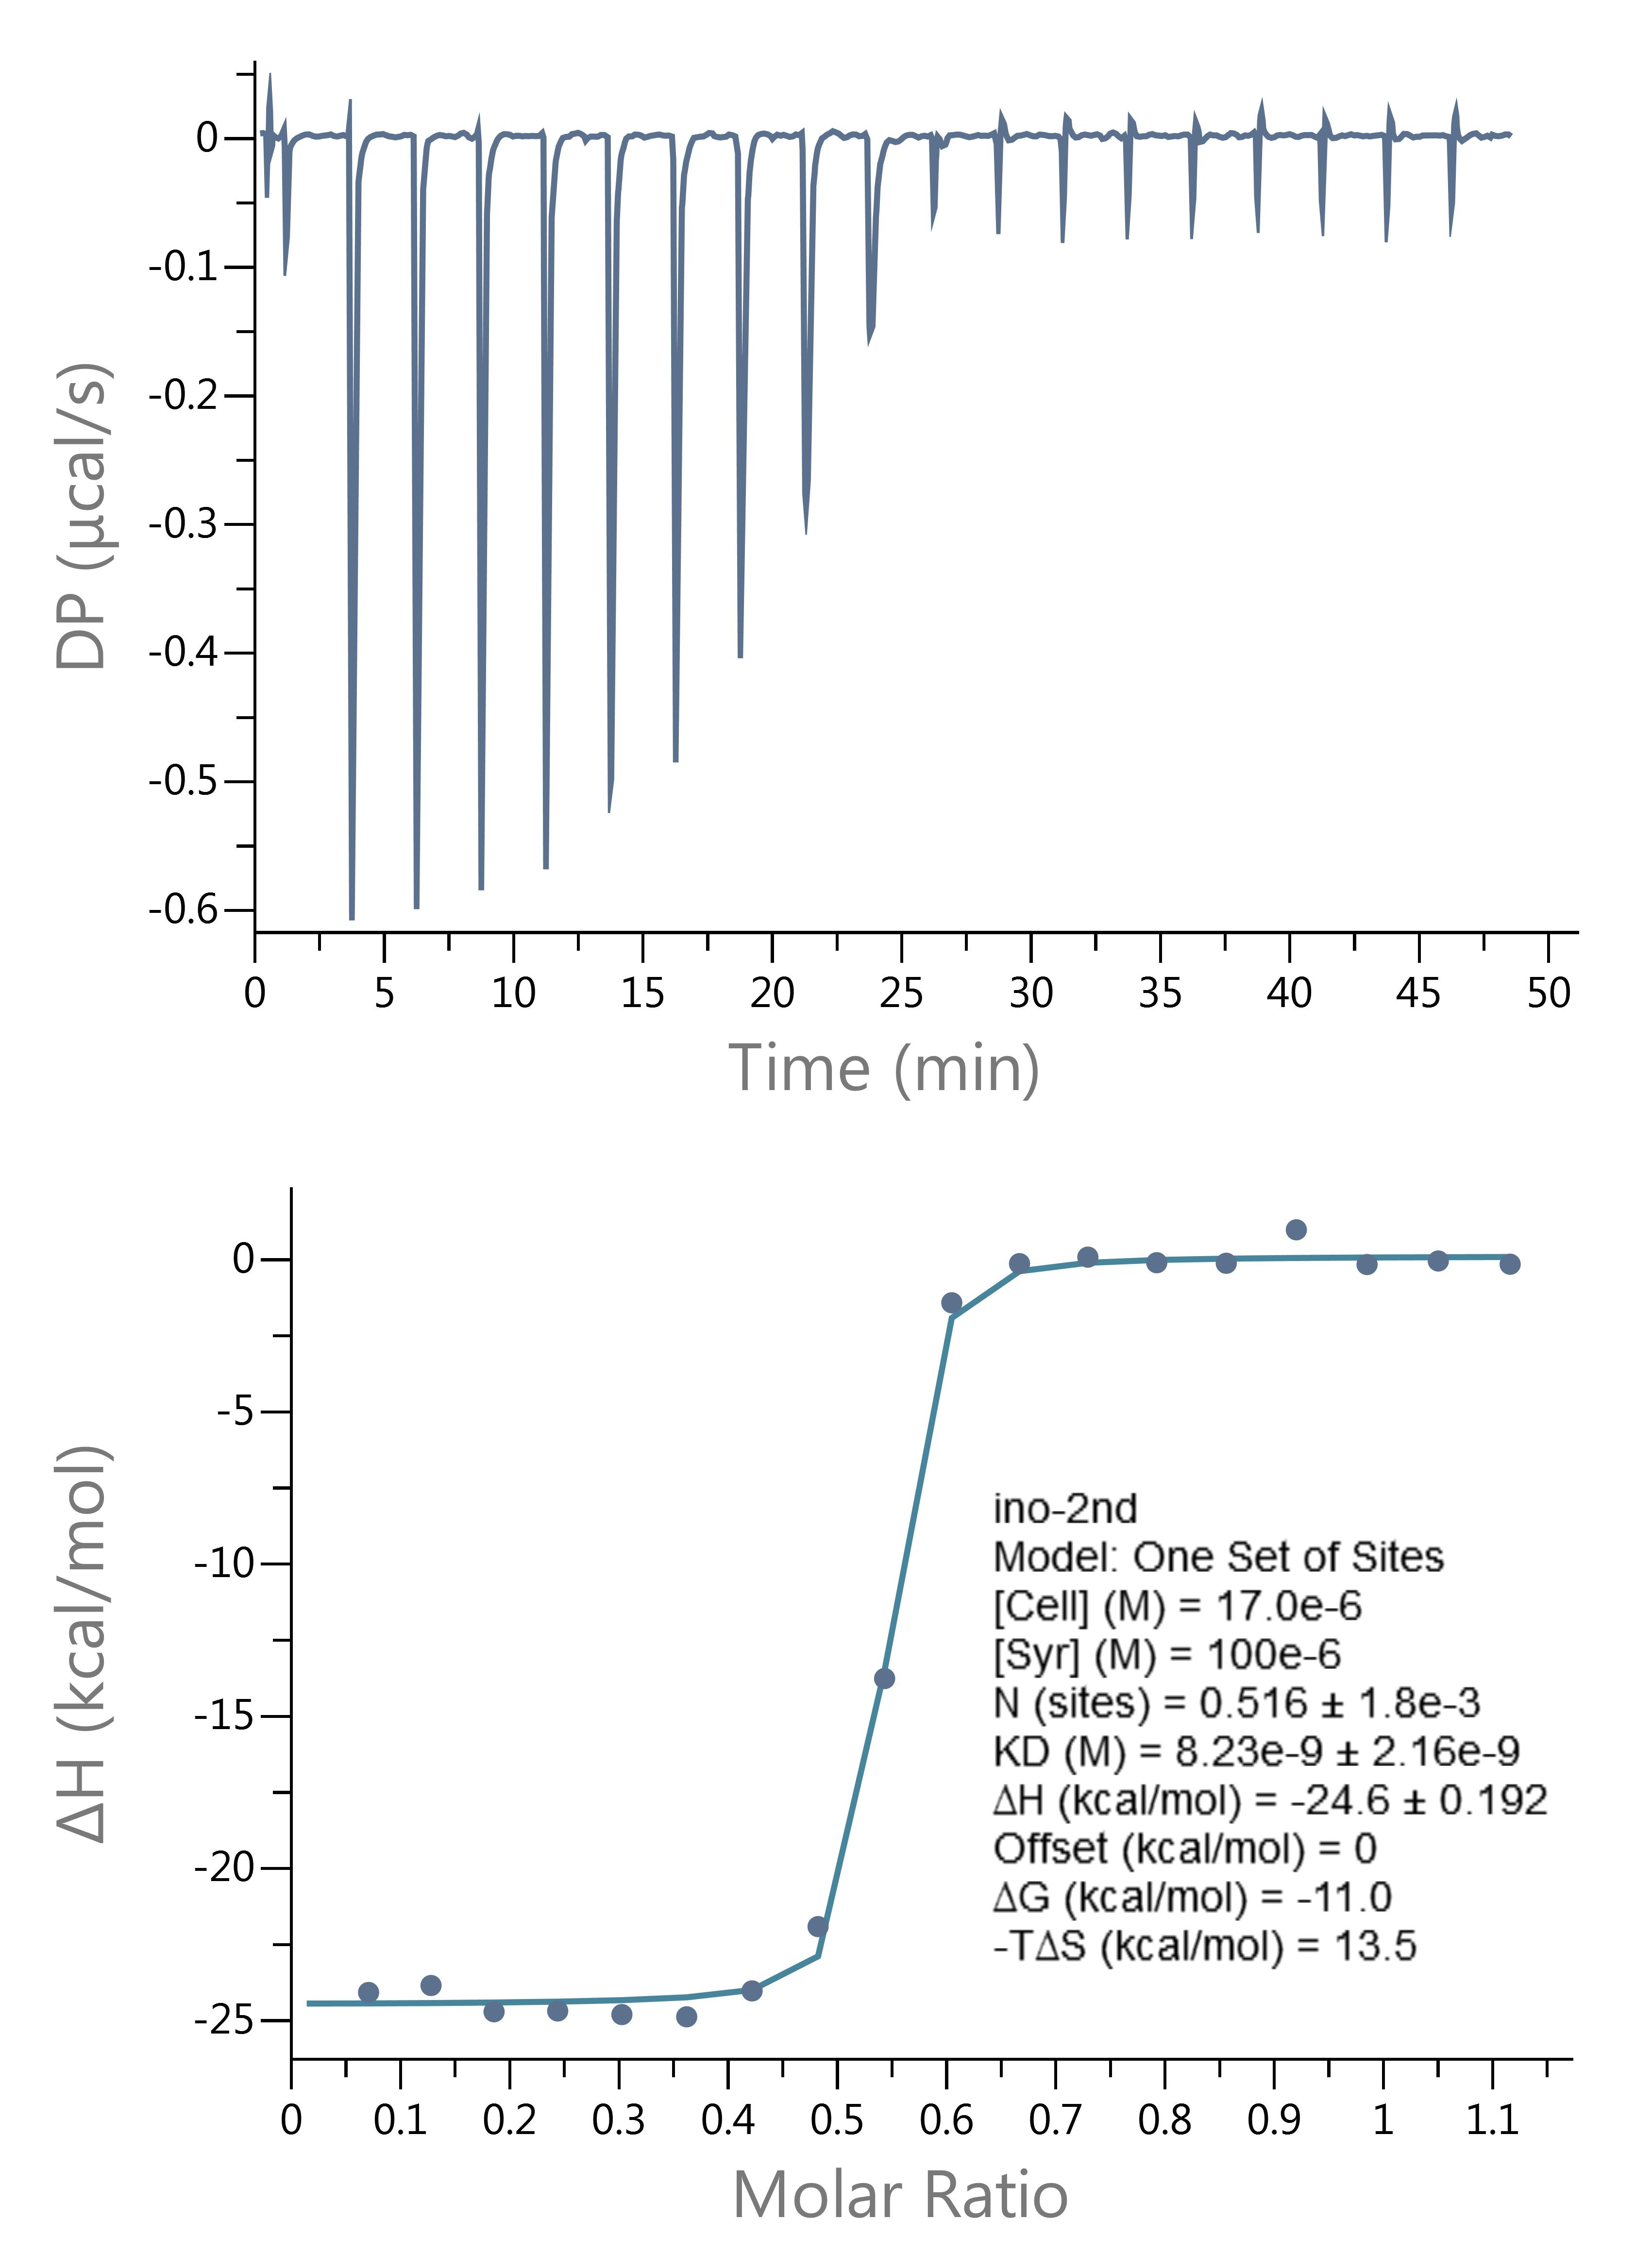 0
-0.1
-0.2
-0.3
-0.4
-0.5
-0.6
DP (µcal/s)
0 5 10 15 20 25 30 35 40 45 50
Time (min)
0
-5
-10
-15
-20
-25
ΔH (kcal/mol)
ino-2nd
Model: One Set of Sites
[Cell] (M) = 17.0e-6
[Syr] (M) = 100e-6
N (sites) = 0.516 ± 1.8e-3
KD (M) = 8.23e-9 ± 2.16e-9
ΔH (kcal/mol) = -24.6 ± 0.192
Offset (kcal/mol) = 0
ΔG (kcal/mol) = -11.0
-TΔS (kcal/mol) = 13.5
0 0.1 0.2 0.3 0.4 0.5 0.6 0.7 0.8 0.9 1 1.1
Molar Ratio